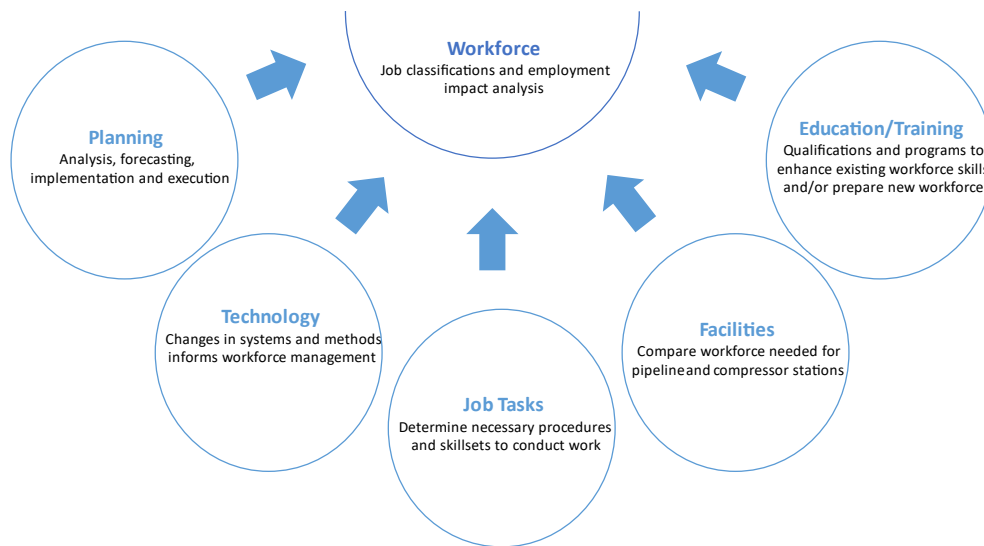 Workforce
Job classifications and employment
impact analysis
Planning
Analysis, forecasting,
implementation and execution
Education/Training
Qualifications and programs to
enhance existing workforce skills
and/or prepare new workforce
Technology
Changes in systems and methods
informs workforce management
Facilities
Compare workforce needed for
pipeline and compressor stations
Job Tasks
Determine necessary procedures
and skillsets to conduct work